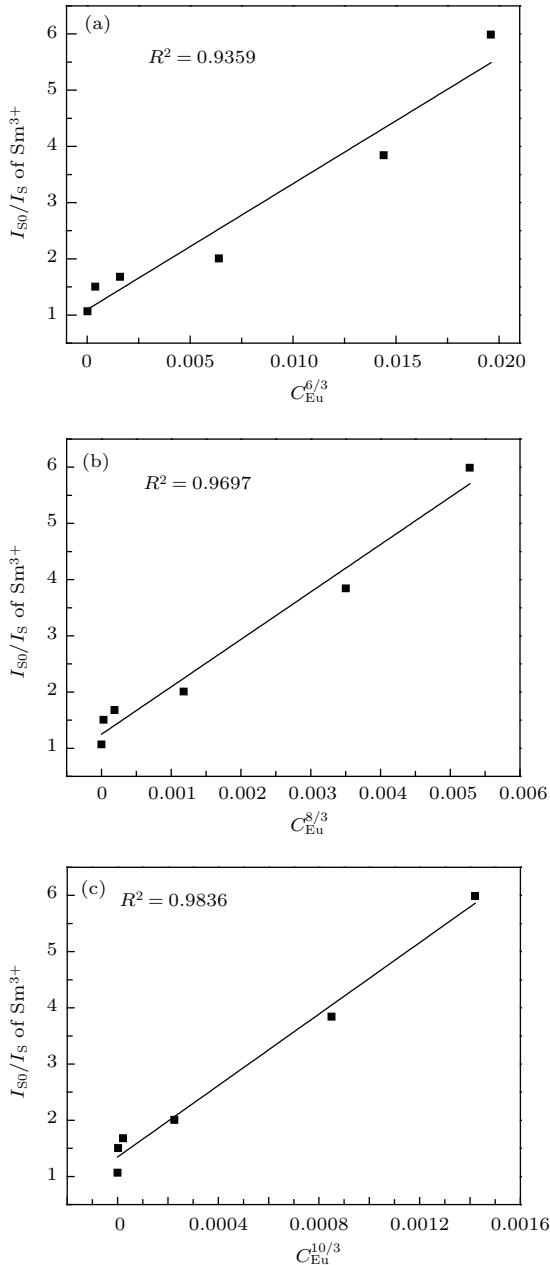 (a)
R² = 0.9359
6
5
4
3
2
1
I_S0/I_S of Sm³⁺
0 0.005 0.010 0.015 0.020
C_Eu^6/3
(b)
R² = 0.9697
6
5
4
3
2
1
I_S0/I_S of Sm³⁺
0 0.001 0.002 0.003 0.004 0.005 0.006
C_Eu^8/3
(c)
R² = 0.9836
6
5
4
3
2
1
I_S0/I_S of Sm³⁺
0 0.0004 0.0008 0.0012 0.0016
C_Eu^10/3